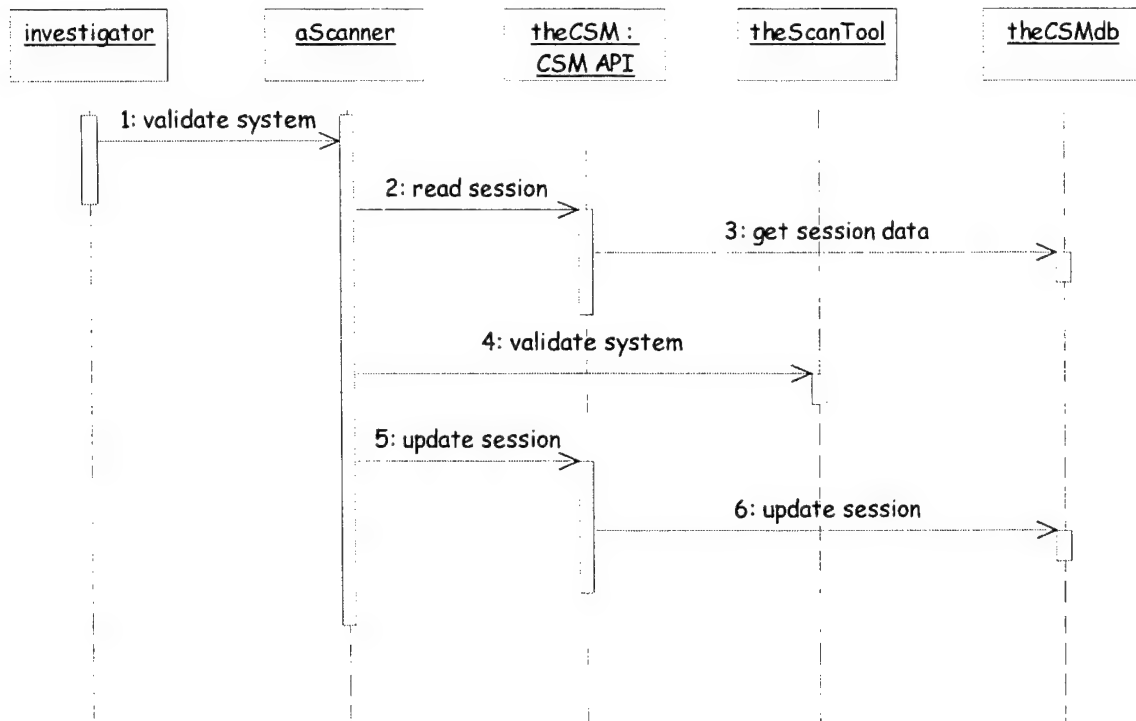 investigator
aScanner
theCSM :
CSM API
theScanTool
theCSMdb
1: validate system
2: read session
3: get session data
4: validate system
5: update session
6: update session